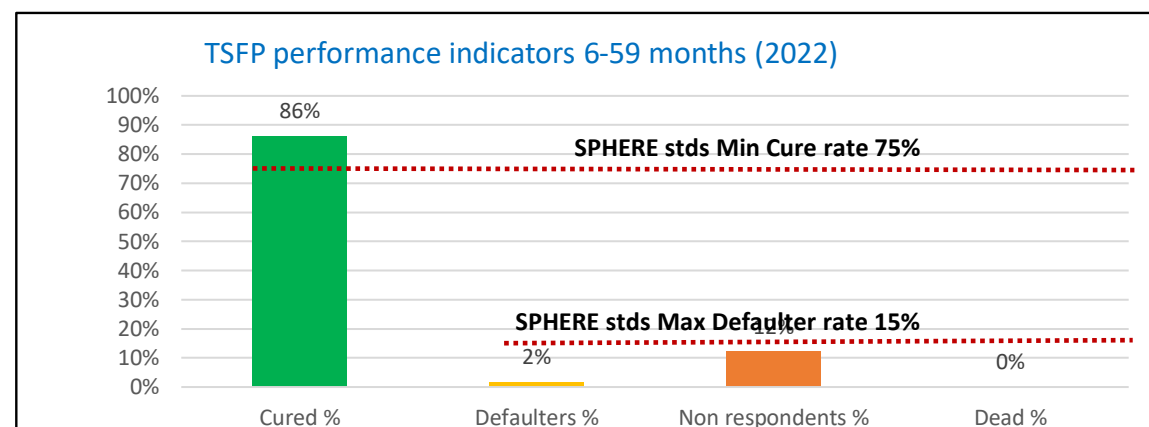 TSFP performance indicators 6-59 months (2022)
100%
90%
80%
70%
60%
50%
40%
30%
20%
10%
0%
86%
SPHERE stds Min Cure rate 75%
SPHERE stds Max Defaulter rate 15%
2%
12%
0%
Cured %
Defaulters %
Non respondents %
Dead %